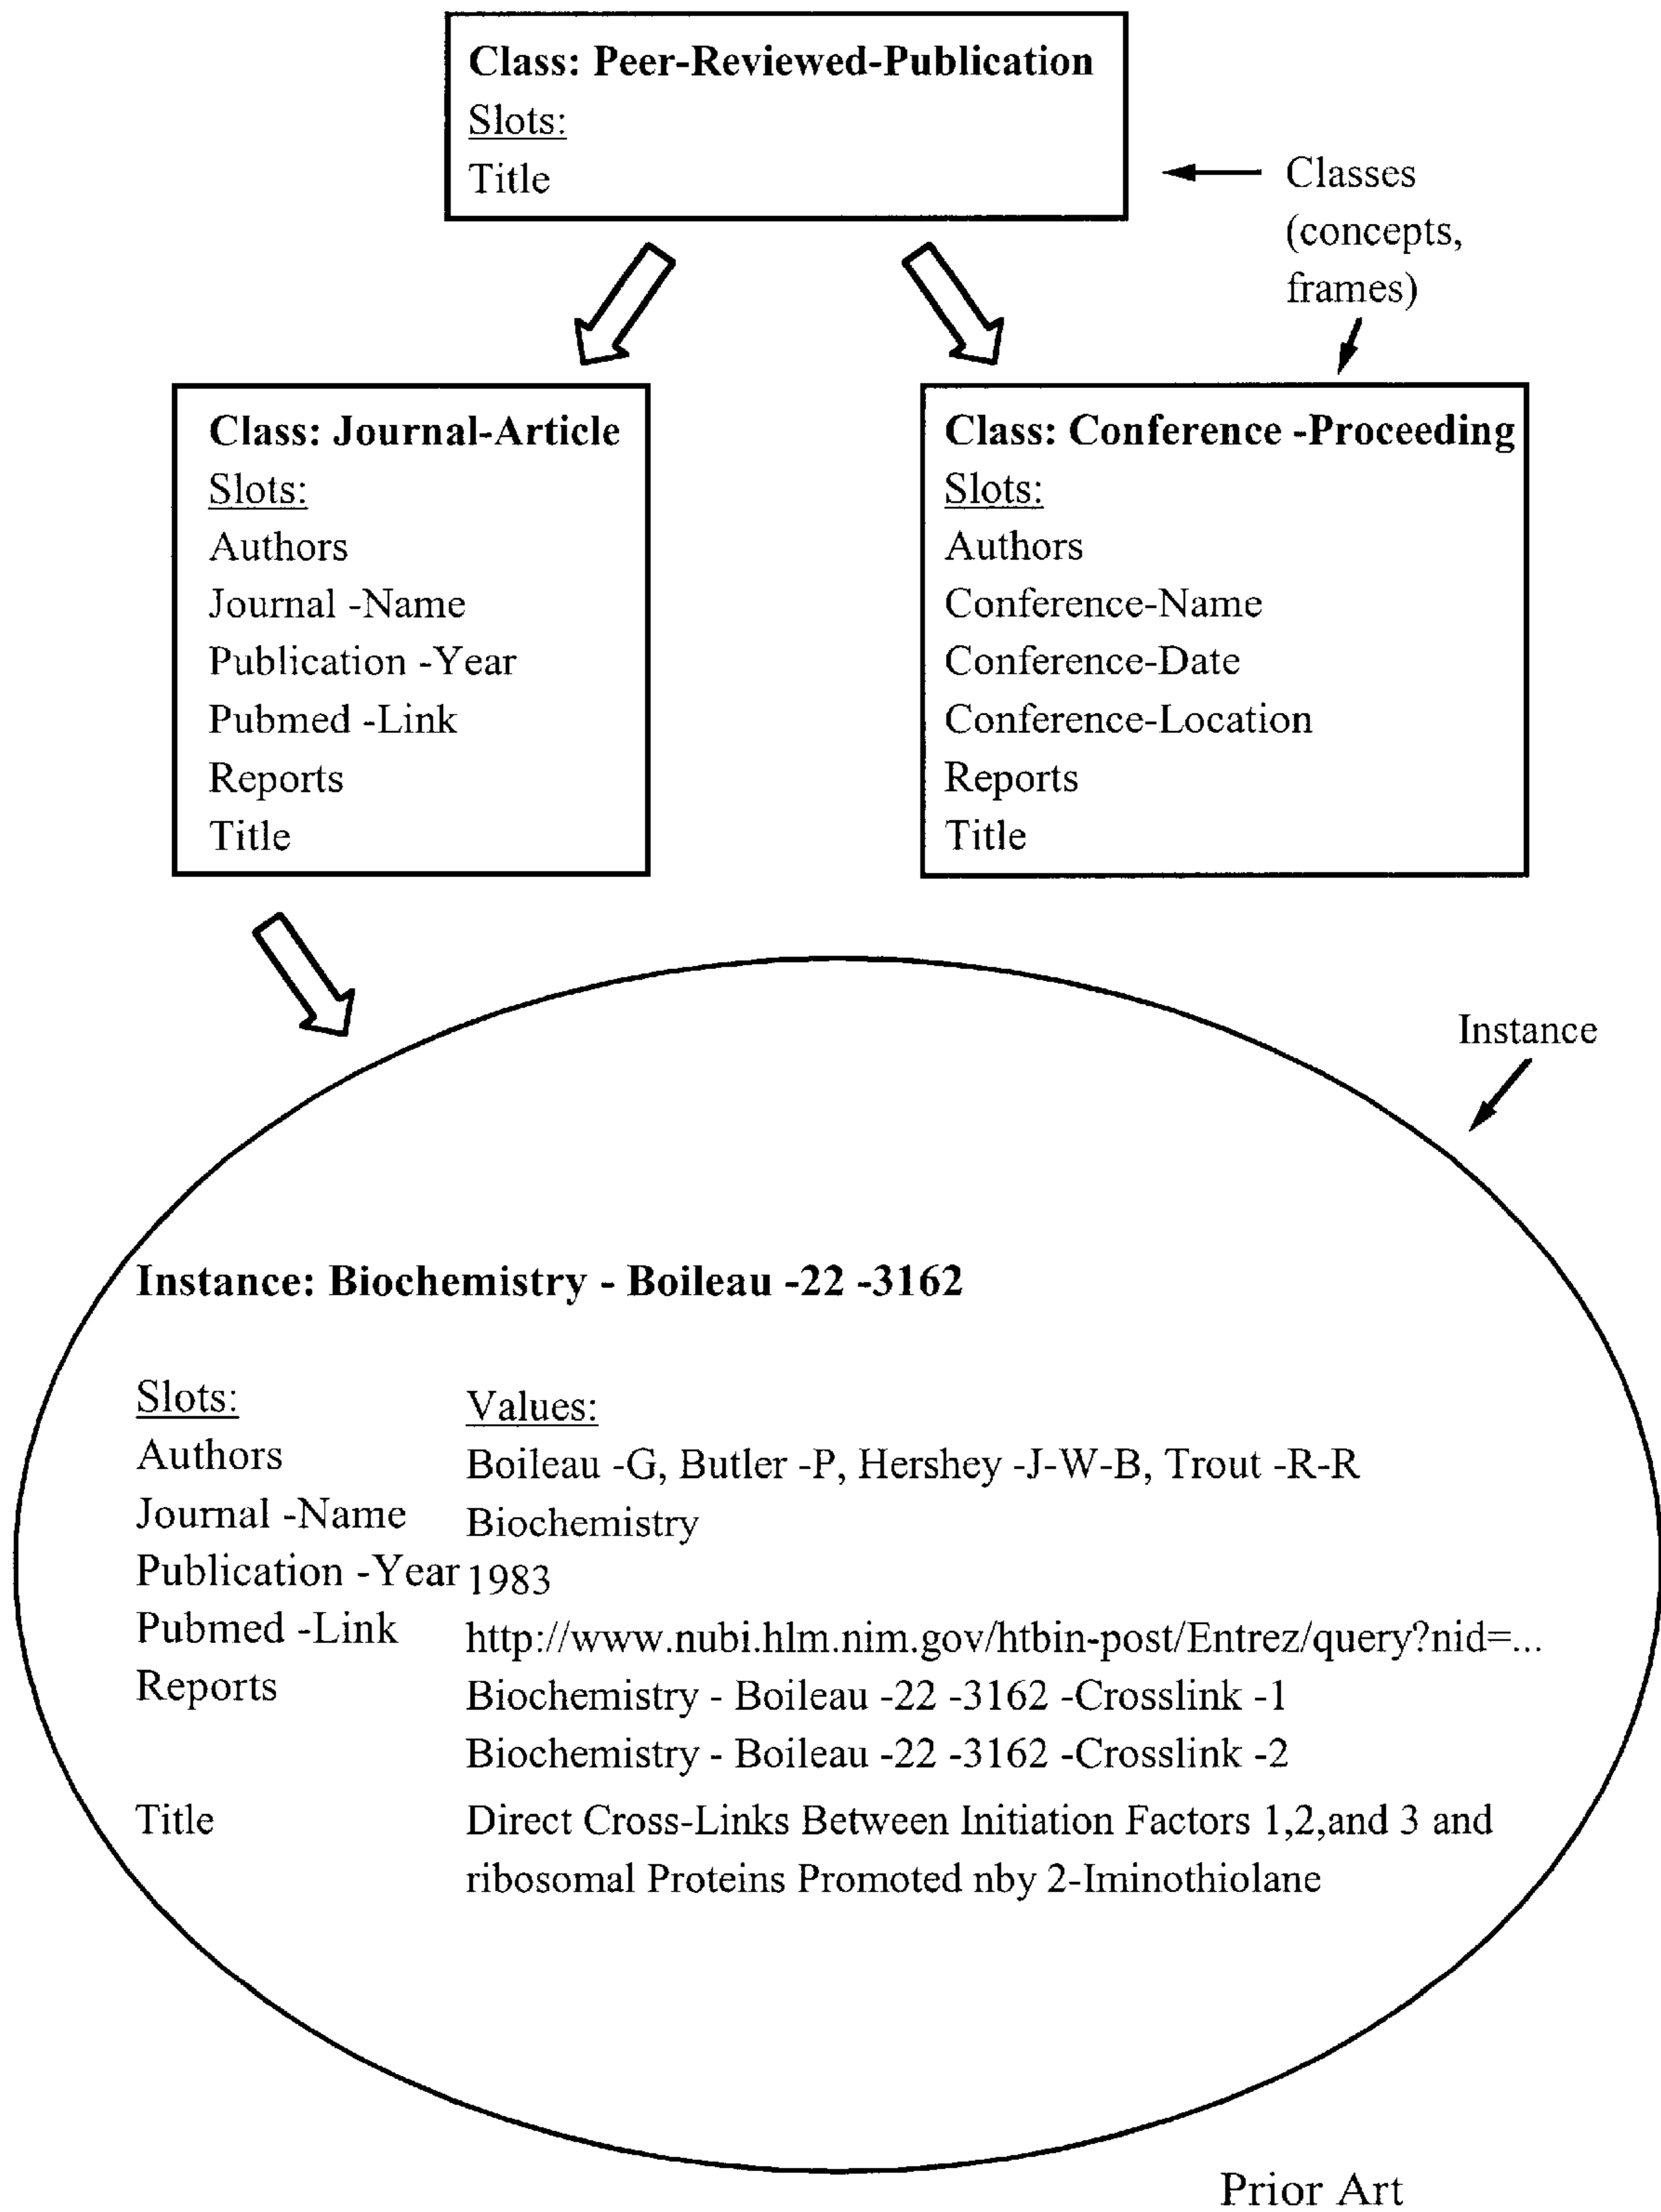 Class: Peer-Reviewed-Publication
Slots:
Title
Classes
(concepts,
frames)
Class: Journal-Article
Slots:
Authors
Journal -Name
Publication -Year
Pubmed -Link
Reports
Title
Class: Conference -Proceeding
Slots:
Authors
Conference-Name
Conference-Date
Conference-Location
Reports
Title
Instance
Instance: Biochemistry - Boileau -22 -3162
Slots: Values:
Authors Boileau -G, Butler -P, Hershey -J-W-B, Trout -R-R
Journal -Name Biochemistry
Publication -Year 1983
Pubmed -Link http://www.nubi.hlm.nim.gov/htbin-post/Entrez/query?nid=...
Reports Biochemistry - Boileau -22 -3162 -Crosslink -1
Biochemistry - Boileau -22 -3162 -Crosslink -2
Title Direct Cross-Links Between Initiation Factors 1,2,and 3 and
ribosomal Proteins Promoted nby 2-Iminothiolane
Prior Art